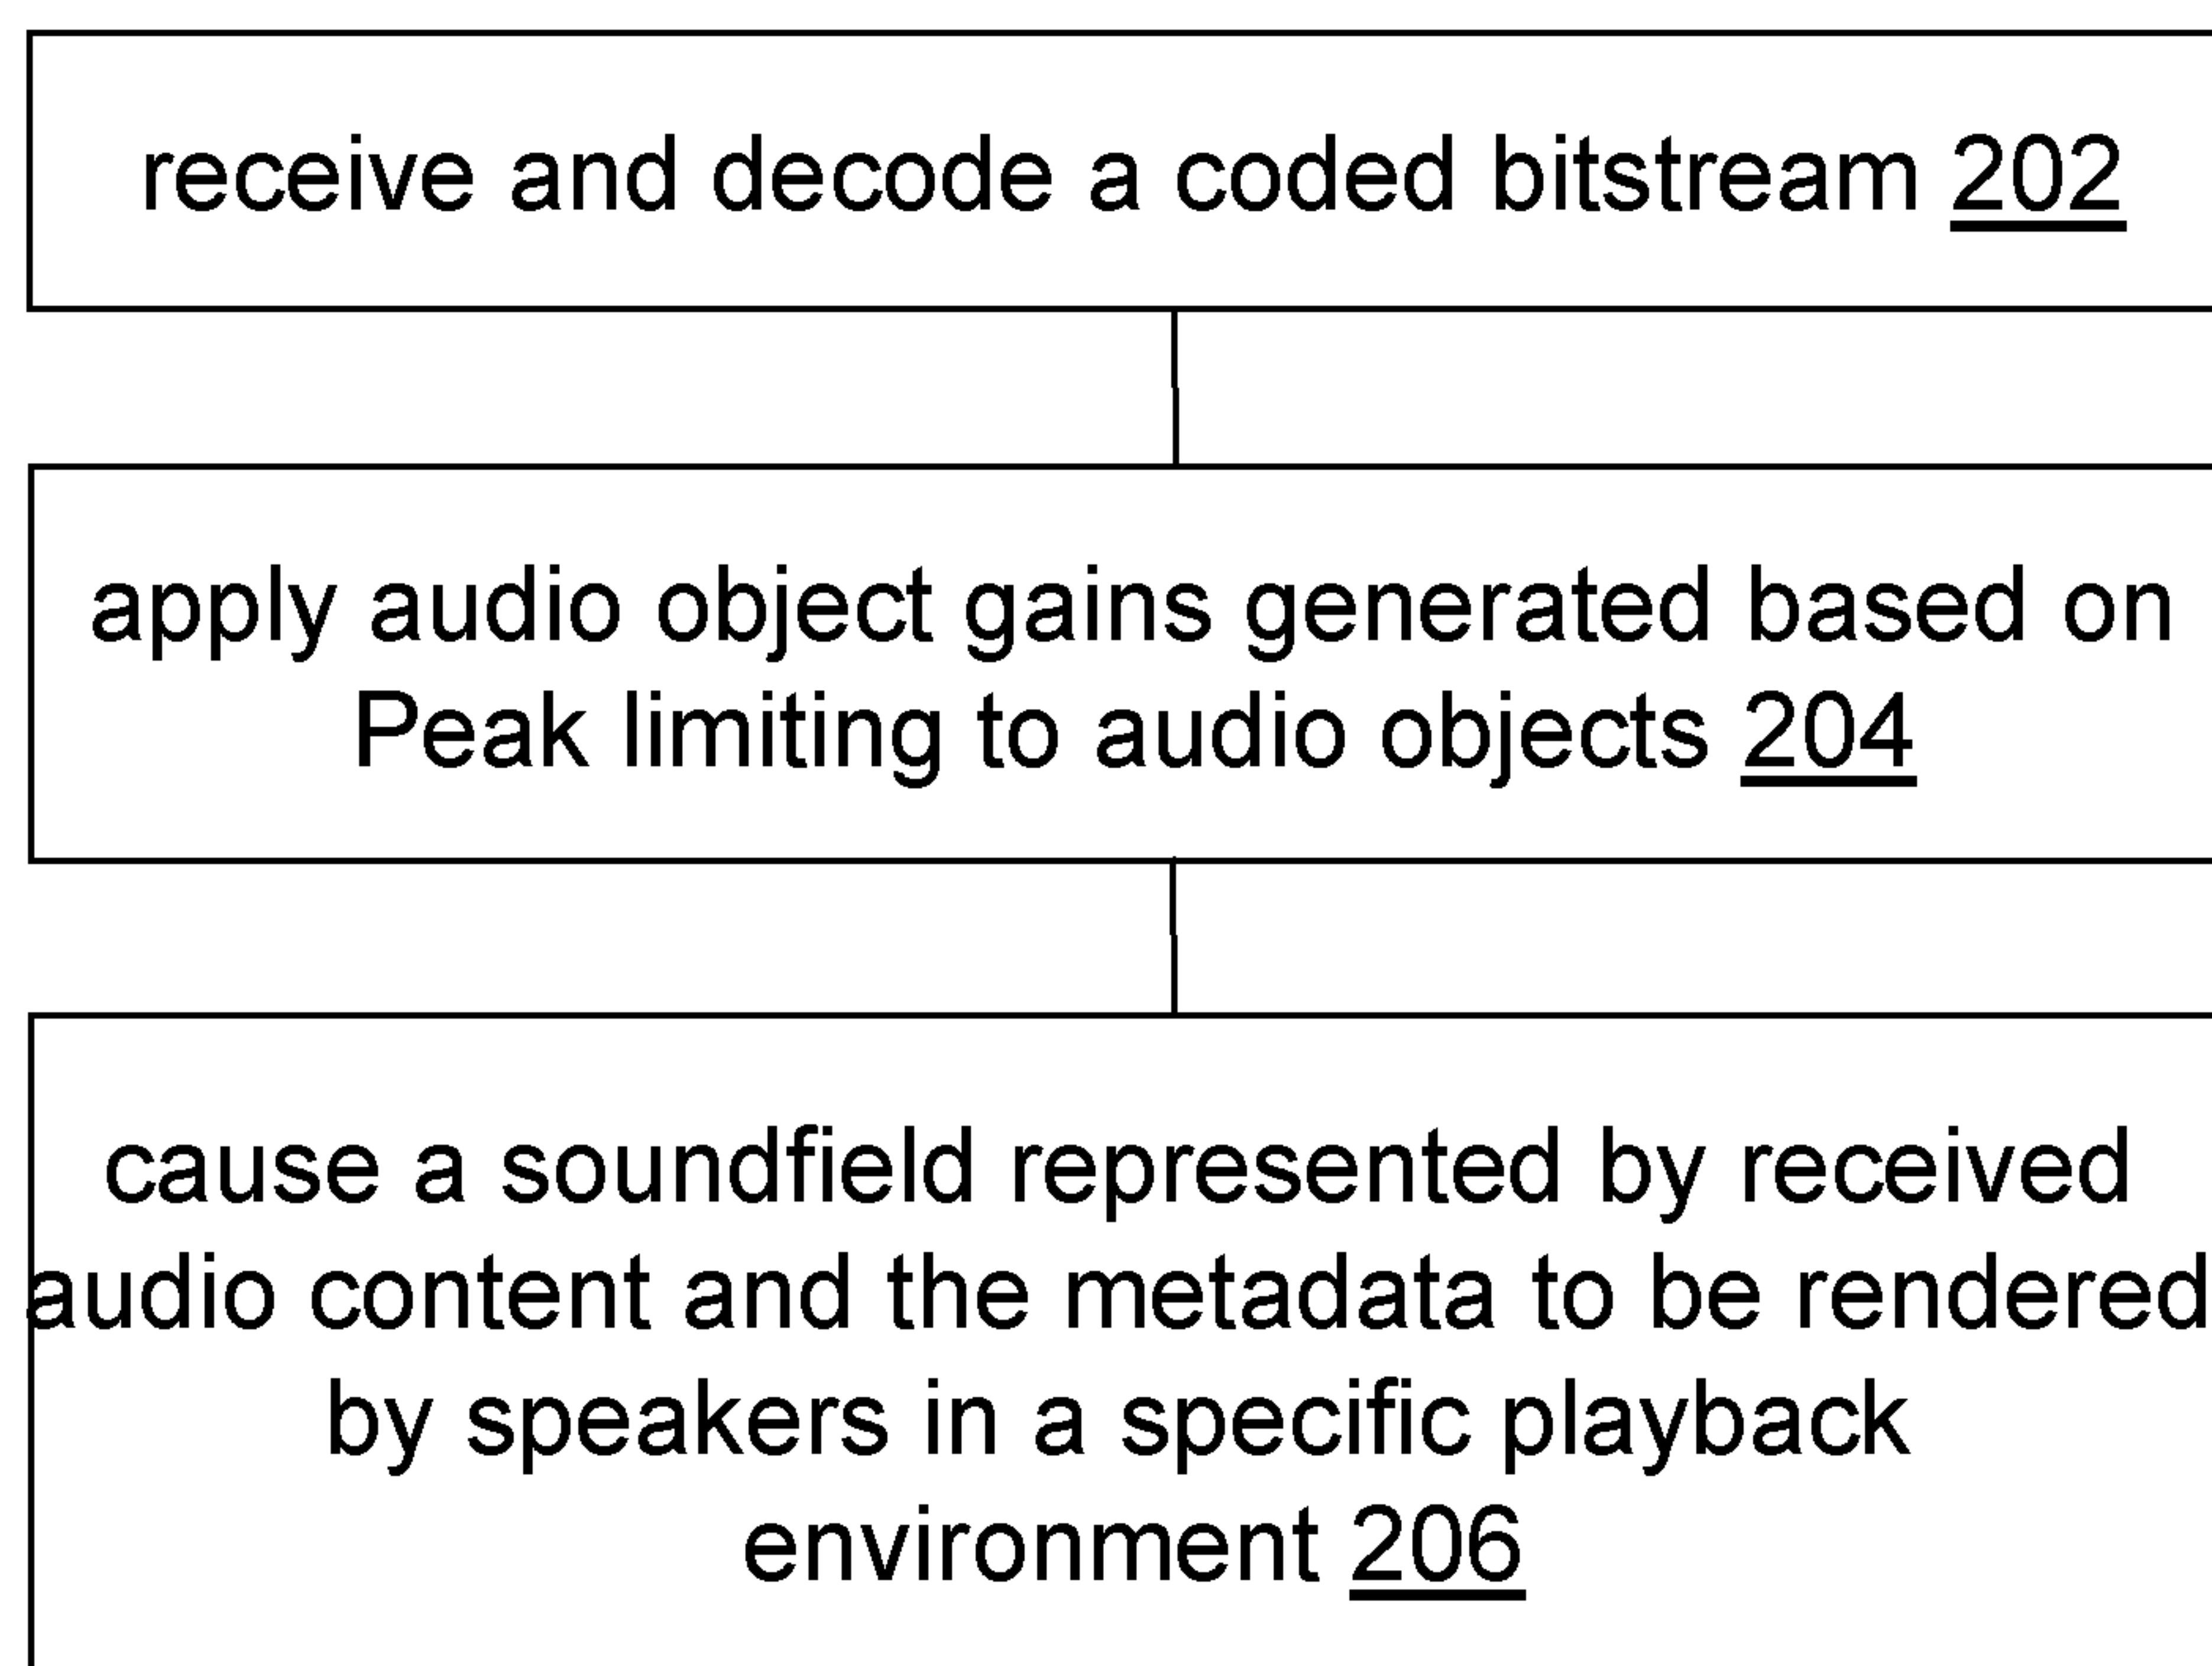 receive and decode a coded bitstream 202
apply audio object gains generated based on
Peak limiting to audio objects 204
cause a soundfield represented by received
audio content and the metadata to be rendered
by speakers in a specific playback
environment 206